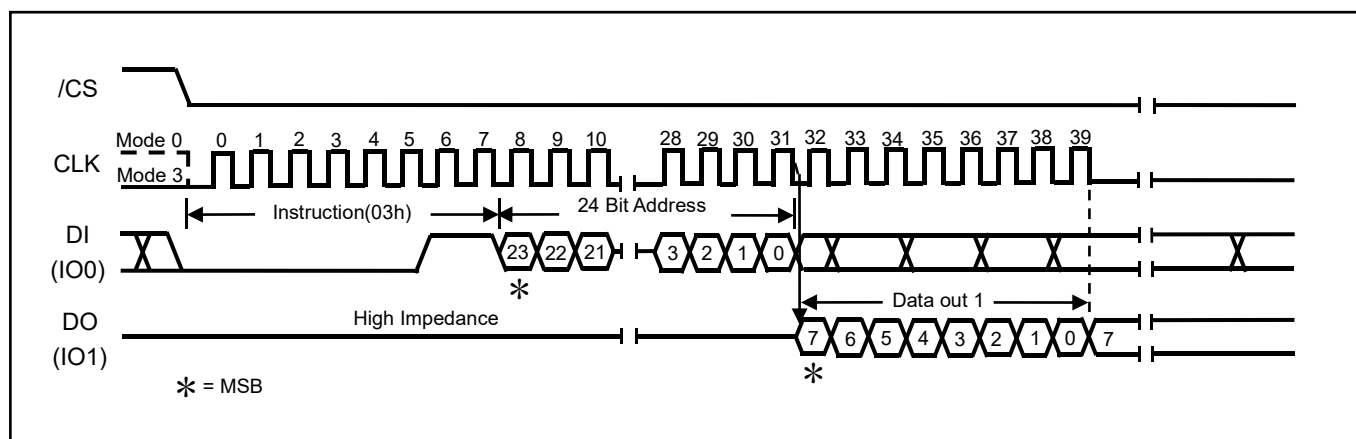 /CS
Mode 0
0 1 2 3 4 5 6 7 8 9 10 28 29 30 31 32 33 34 35 36 37 38 39
CLK
Mode 3
Instruction(03h)
24 Bit Address
DI
(IO0)
23 22 21 3 2 1 0
*
Data out 1
High Impedance
DO
(IO1)
7 6 5 4 3 2 1 0 7
*
* = MSB